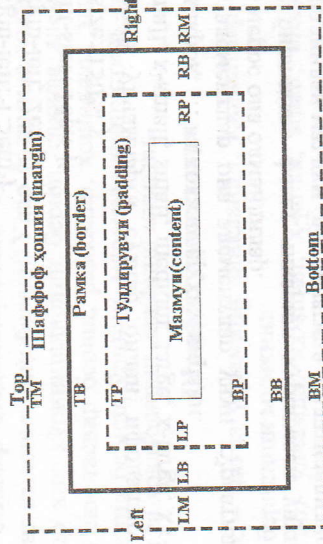 Top
TM Шаффоф ҳошия (margin)
TB Рамка (border)
TP Тулдирувчи (padding)
Left
LM LB LP
Мазмун(content)
RP RB RM
Right
BP
BB
BM
Bottom